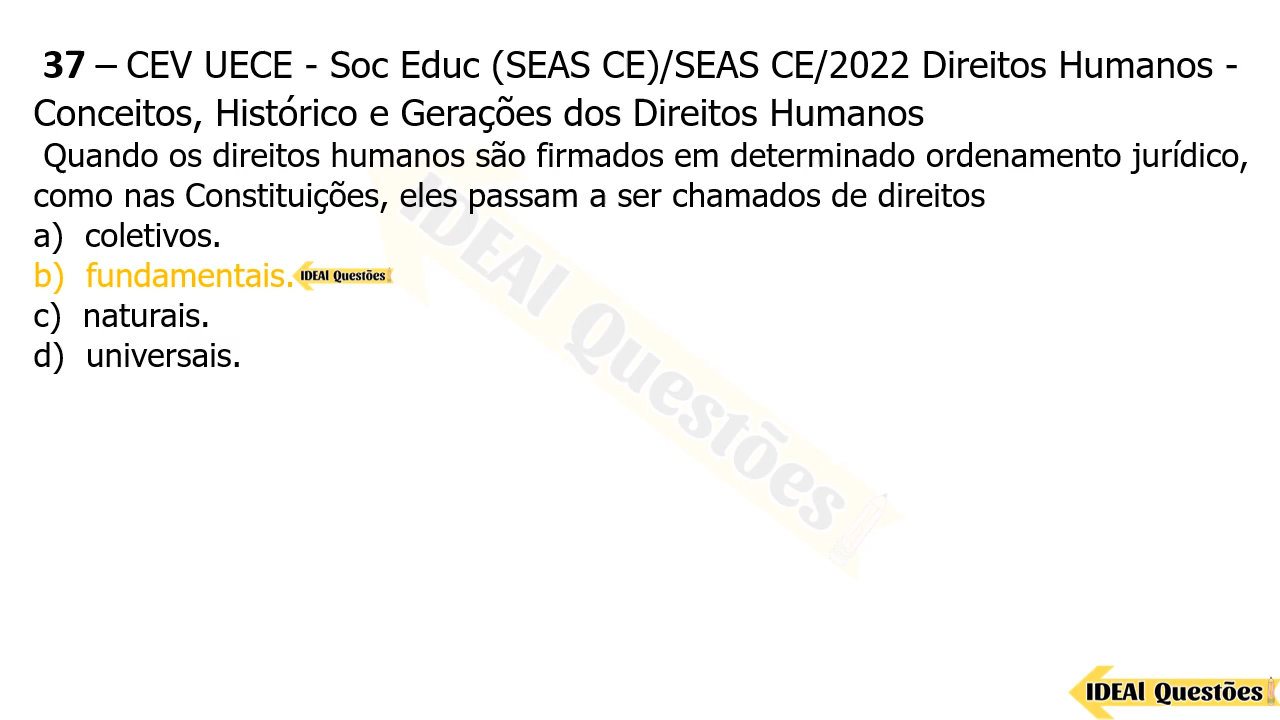 37 – CEV UECE - Soc Educ (SEAS CE)/SEAS CE/2022 Direitos Humanos -
Conceitos, Histórico e Gerações dos Direitos Humanos
Quando os direitos humanos são firmados em determinado ordenamento jurídico,
como nas Constituições, eles passam a ser chamados de direitos
a) coletivos.
b) fundamentais. IDEAl Questões
c) naturais.
d) universais.
IDEAl Questões
IDEAl Questões